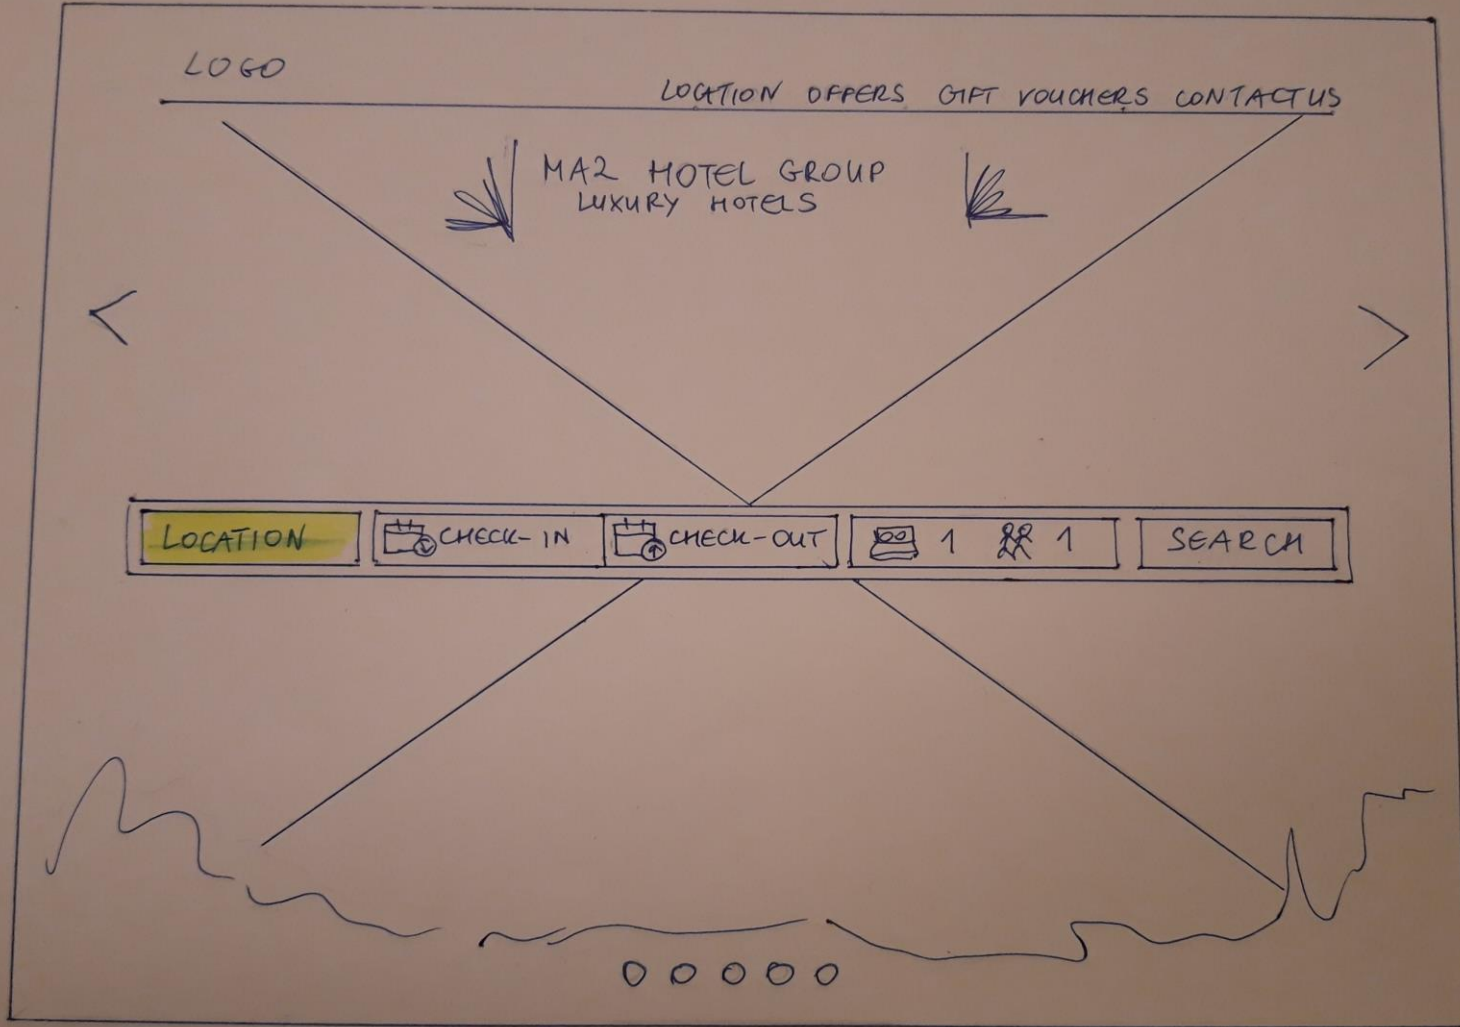 LOGO
LOCATION OFFERS GIFT VOUCHERS CONTACT US
MA2 HOTEL GROUP
LUXURY HOTELS
LOCATION CHECK-IN CHECK-OUT 1 1 SEARCH